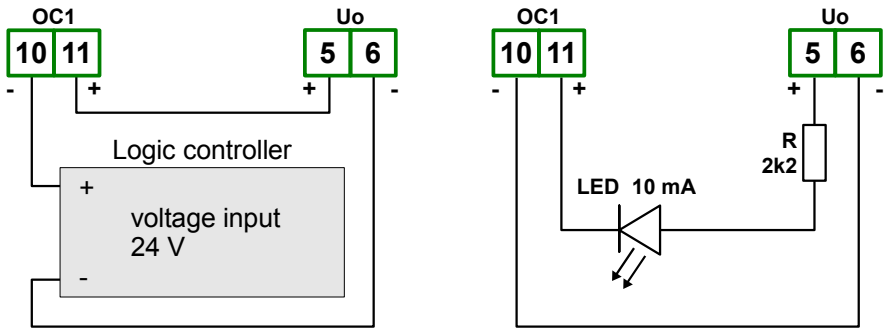 OC1
Uo
10 11
5 6
- +
+ -
Logic controller
+
voltage input
24 V
-
OC1
Uo
10 11
5 6
- +
+ -
R
2k2
LED 10 mA